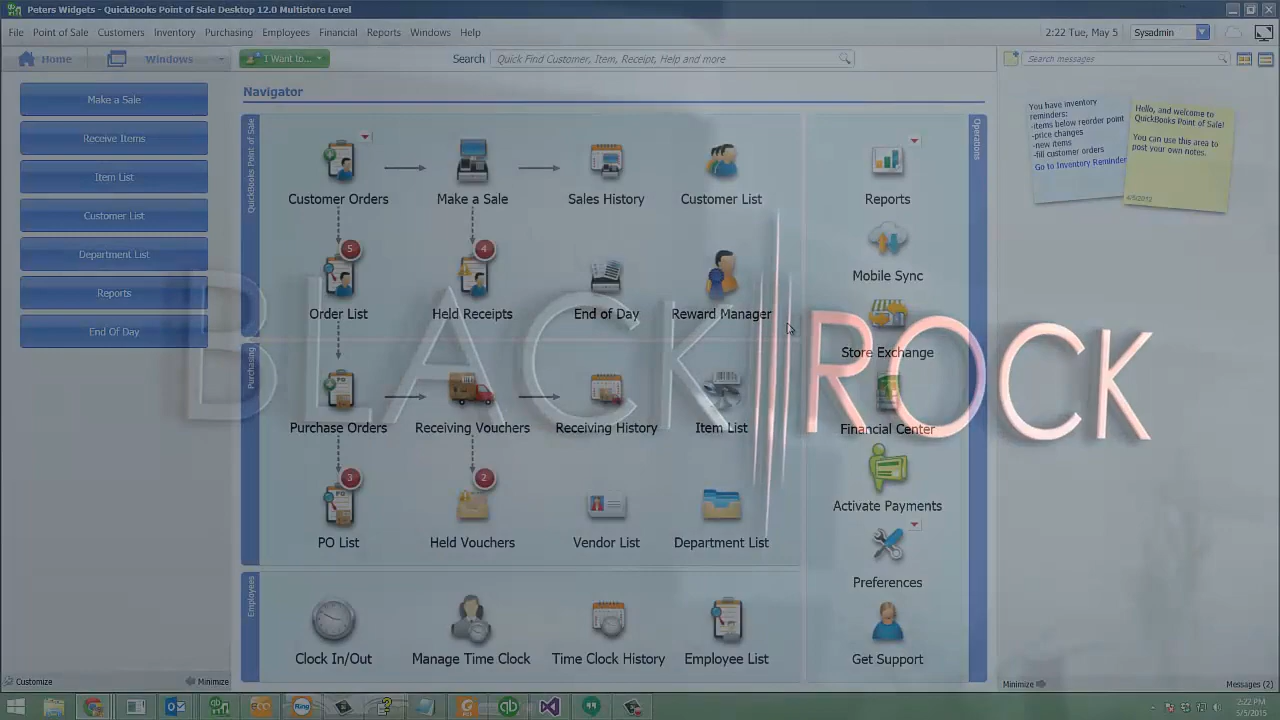 Peters Widgets - QuickBooks Point of Sale Desktop 12.0 Multistore Level
File Point of Sale Customers Inventory Purchasing Employees Financial Reports Windows Help
2:22 Tue, May 5 Sysadmin
Home Windows I Want to... Search Quick Find Customer, Item, Receipt, Help and more
Search messages
Make a Sale
Receive Items
Item List
Customer List
Department List
Reports
End Of Day
Customize
Minimize
Navigator
QuickBooks Point of Sale
Customer Orders Make a Sale Sales History Customer List
5 4
Order List Held Receipts End of Day Reward Manager
Purchasing
Purchase Orders Receiving Vouchers Receiving History Item List
3 2
PO List Held Vouchers Vendor List Department List
Employees
Clock In/Out Manage Time Clock Time Clock History Employee List
Operations
Reports
Mobile Sync
Store Exchange
Financial Center
Activate Payments
Preferences
Get Support
You have inventory
reminders:
-items below reorder point
-price changes
-new items
-fill customer orders
Go to Inventory Reminder
Hello, and welcome to
QuickBooks Point of Sale!
You can use this area to
post your own notes.
BLACK ROCK
Minimize
Messages (2)
2:22 PM
5/5/2015